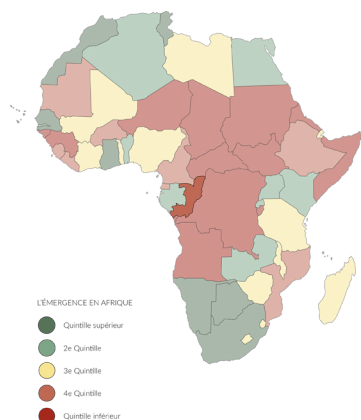 L'ÉMERGENCE EN AFRIQUE
Quintille supérieur
2e Quintille
3e Quintille
4e Quintille
Quintille inférieur